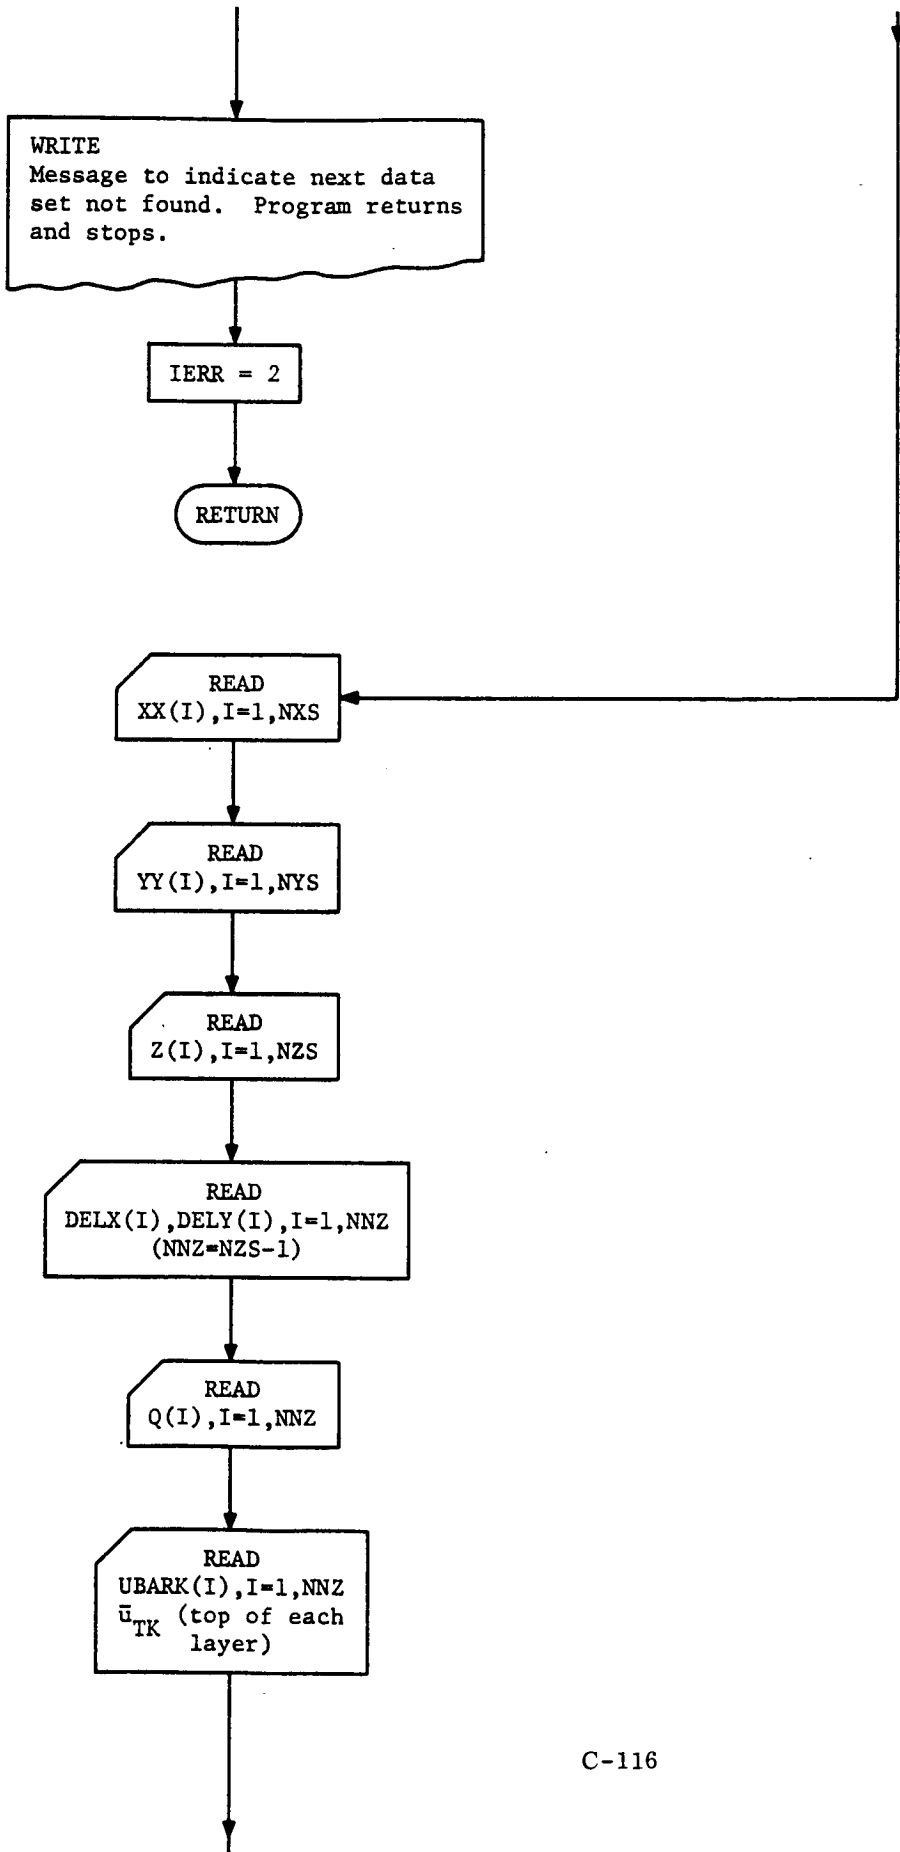 WRITE
Message to indicate next data
set not found. Program returns
and stops.
IERR = 2
RETURN
READ
XX(I),I=1,NXS
READ
YY(I),I=1,NYS
READ
Z(I),I=1,NZS
READ
DELX(I),DELY(I),I=1,NNZ
(NNZ=NZS-1)
READ
Q(I),I=1,NNZ
READ
UBARK(I),I=1,NNZ
ū_TK (top of each
layer)
C-116